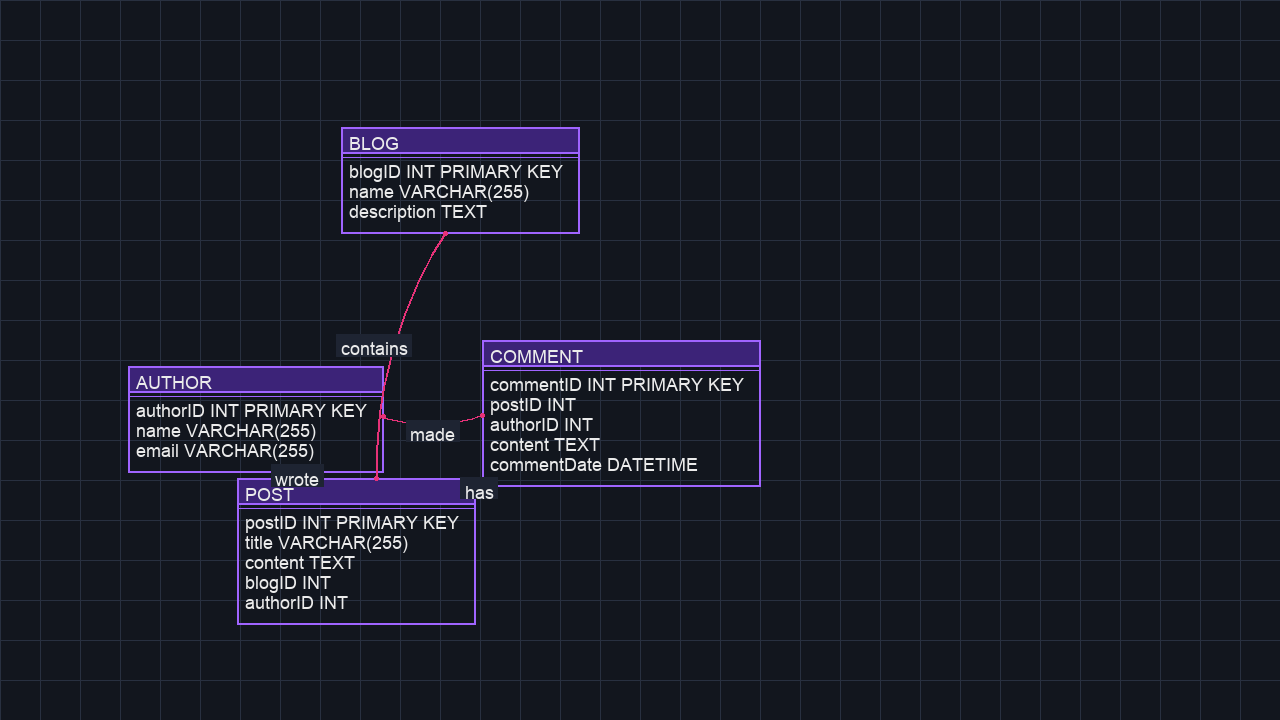 BLOG
blogID INT PRIMARY KEY
name VARCHAR(255)
description TEXT
contains
AUTHOR
authorID INT PRIMARY KEY
name VARCHAR(255)
email VARCHAR(255)
made
COMMENT
commentID INT PRIMARY KEY
postID INT
authorID INT
content TEXT
commentDate DATETIME
wrote
has
POST
postID INT PRIMARY KEY
title VARCHAR(255)
content TEXT
blogID INT
authorID INT